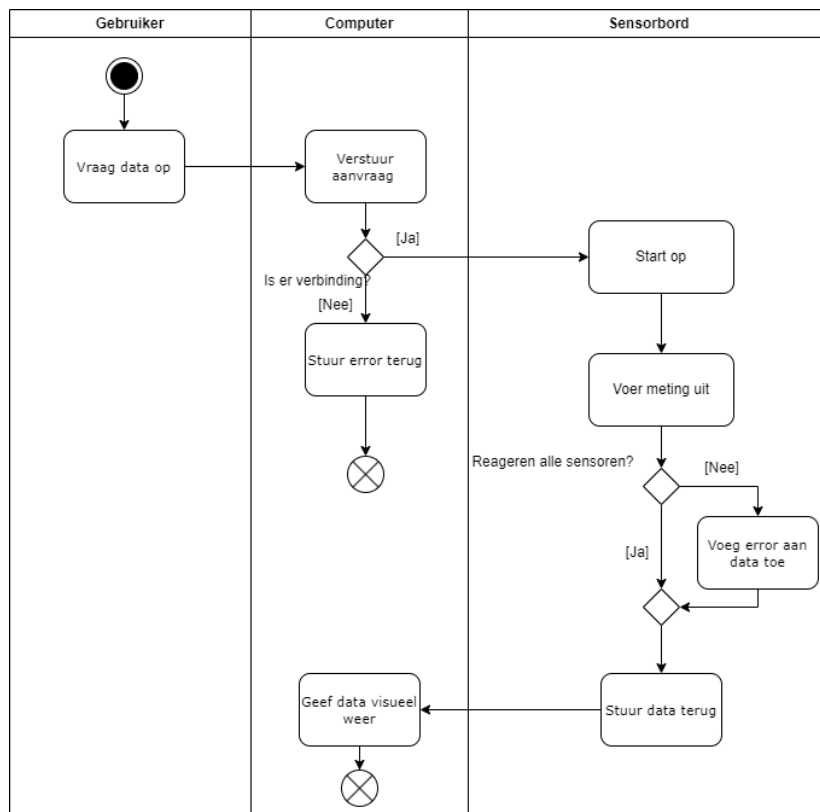 Gebruiker
Computer
Sensorbord
Vraag data op
Verstuur
aanvraag
[Ja]
Start op
Is er verbinding?
[Nee]
Stuur error terug
Voer meting uit
Reageren alle sensoren?
[Nee]
Voeg error aan
data toe
[Ja]
Geef data visueel
weer
Stuur data terug